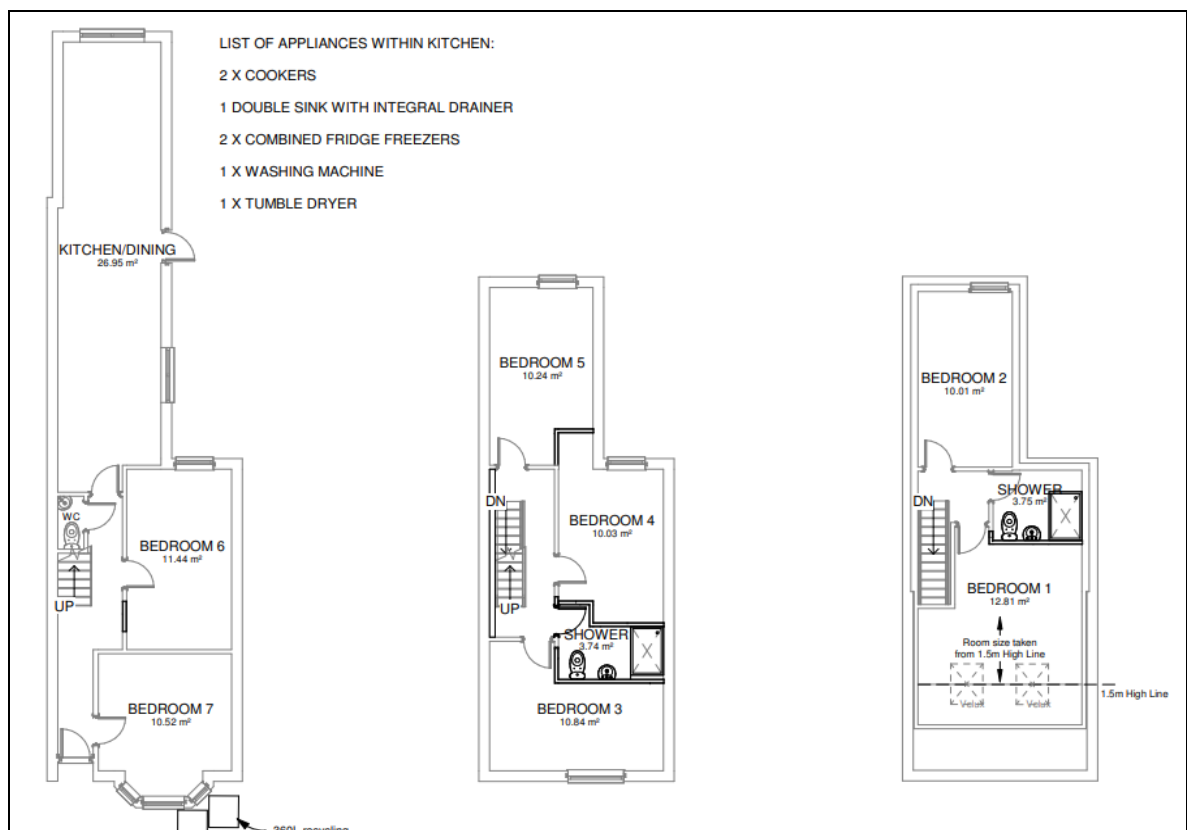 LIST OF APPLIANCES WITHIN KITCHEN:
2 X COOKERS
1 DOUBLE SINK WITH INTEGRAL DRAINER
2 X COMBINED FRIDGE FREEZERS
1 X WASHING MACHINE
1 X TUMBLE DRYER
KITCHEN/DINING
26.95 m²
WC
BEDROOM 6
11.44 m²
UP
BEDROOM 7
10.52 m²
360L recycling
BEDROOM 5
10.24 m²
DN
BEDROOM 4
10.03 m²
UP
SHOWER
3.74 m²
BEDROOM 3
10.84 m²
BEDROOM 2
10.01 m²
SHOWER
3.75 m²
DN
BEDROOM 1
12.81 m²
Room size taken
from 1.5m High Line
1.5m High Line
Velux
Velux